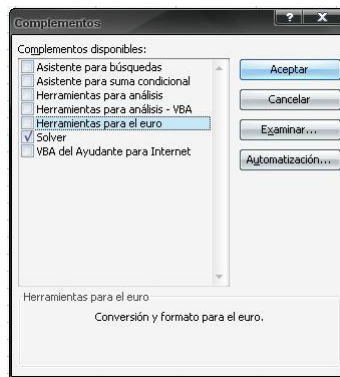 Complementos
Complementos disponibles:
Asistente para búsquedas
Asistente para suma condicional
Herramientas para análisis
Herramientas para análisis - VBA
Herramientas para el euro
Solver
VBA del Ayudante para Internet
Aceptar
Cancelar
Examinar...
Automatización...
Herramientas para el euro
Conversión y formato para el euro.